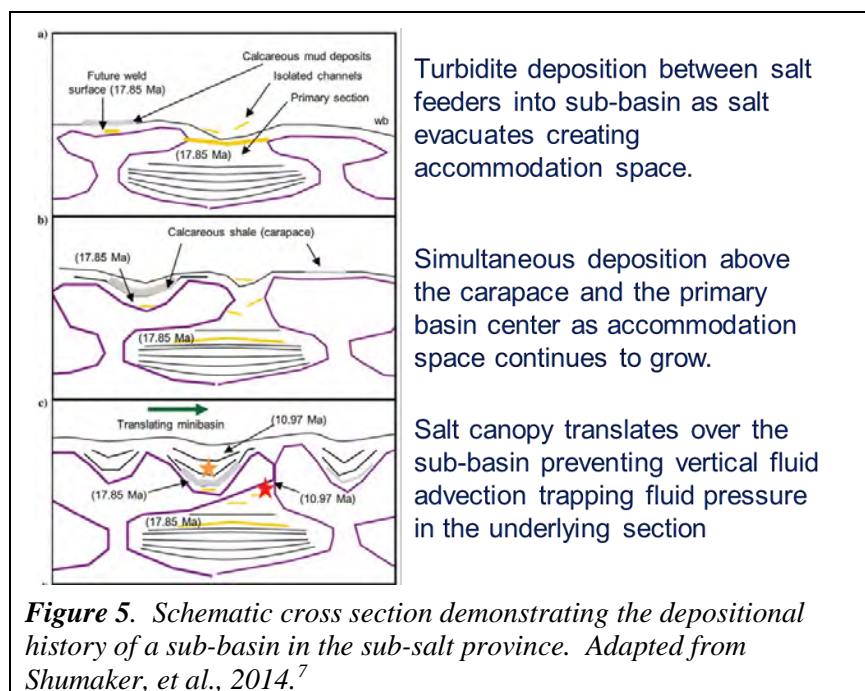 a)
Calcareous mud deposits
Future weld
surface (17.85 Ma)
Isolated channels
Primary section
wb
(17.85 Ma)
Turbidite deposition between salt
feeders into sub-basin as salt
evacuates creating
accommodation space.
b)
Calcareous shale (carapace)
(17.85 Ma)
(17.85 Ma)
Simultaneous deposition above
the carapace and the primary
basin center as accommodation
space continues to grow.
c)
Translating minibasin
(10.97 Ma)
(17.85 Ma)
(10.97 Ma)
(17.85 Ma)
Salt canopy translates over the
sub-basin preventing vertical fluid
advection trapping fluid pressure
in the underlying section
Figure 5. Schematic cross section demonstrating the depositional
history of a sub-basin in the sub-salt province. Adapted from
Shumaker, et al., 2014.7